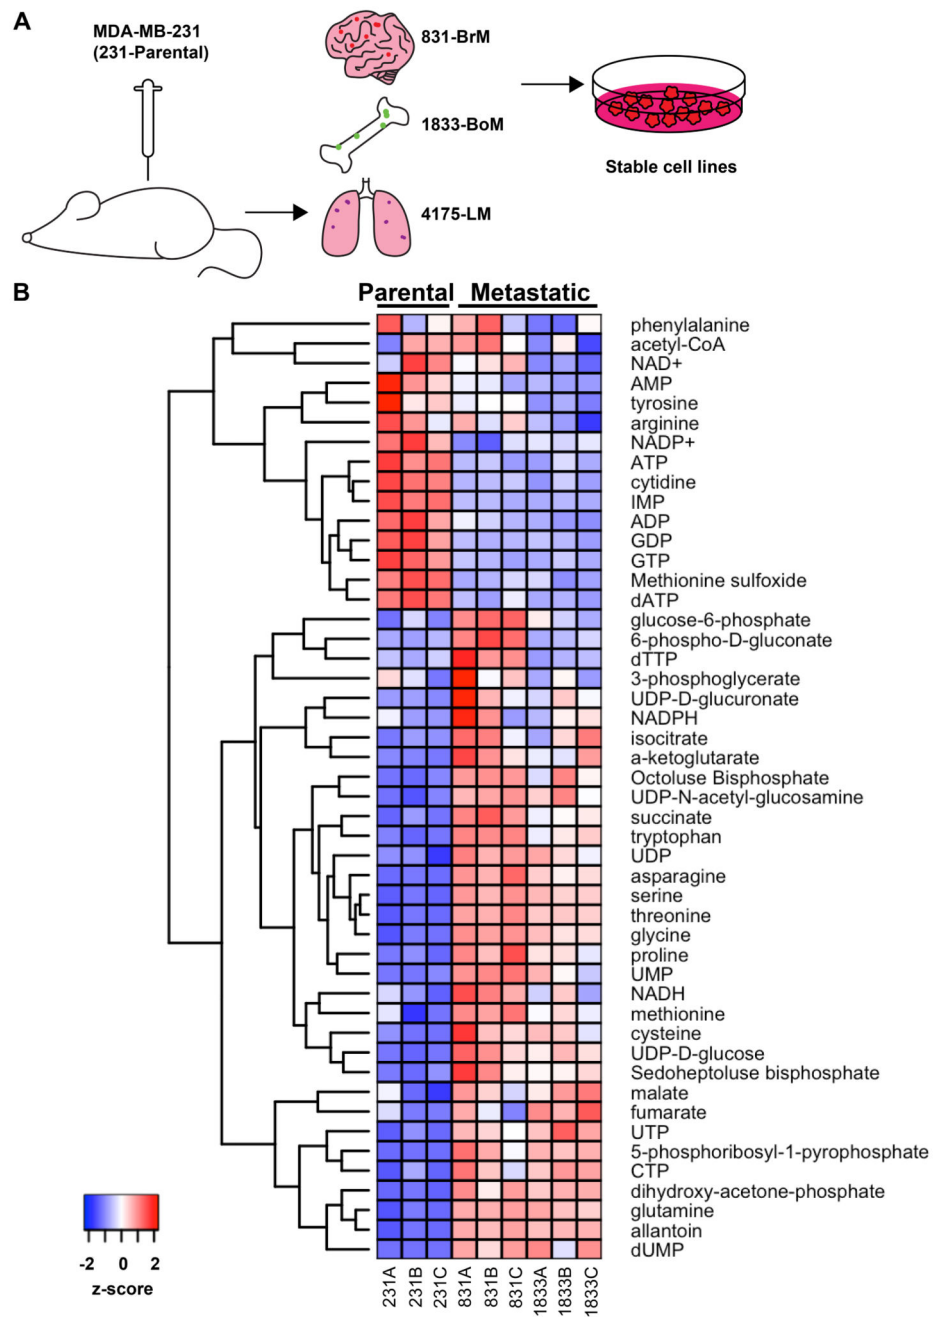 A
MDA-MB-231
(231-Parental)
831-BrM
1833-BoM
4175-LM
Stable cell lines
B
Parental Metastatic
phenylalanine
acetyl-CoA
NAD+
AMP
tyrosine
arginine
NADP+
ATP
cytidine
IMP
ADP
GDP
GTP
Methionine sulfoxide
dATP
glucose-6-phosphate
6-phospho-D-gluconate
dTTP
3-phosphoglycerate
UDP-D-glucuronate
NADPH
isocitrate
a-ketoglutarate
Octoluse Bisphosphate
UDP-N-acetyl-glucosamine
succinate
tryptophan
UDP
asparagine
serine
threonine
glycine
proline
UMP
NADH
methionine
cysteine
UDP-D-glucose
Sedoheptoluse bisphosphate
malate
fumarate
UTP
5-phosphoribosyl-1-pyrophosphate
CTP
dihydroxy-acetone-phosphate
glutamine
allantoin
dUMP
-2 0 2
z-score
231A 231B 231C 831A 831B 831C 1833A 1833B 1833C